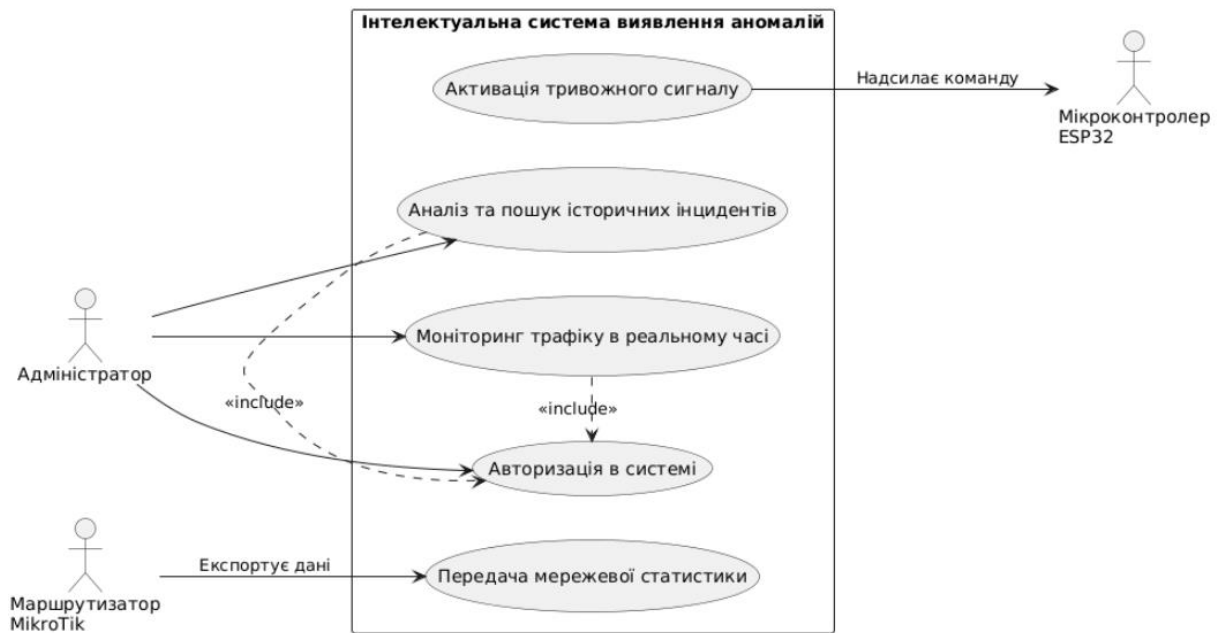 Інтелектуальна система виявлення аномалій
Активація тривожного сигналу
Надсилає команду
Мікроконтролер
ESP32
Аналіз та пошук історичних інцидентів
Моніторинг трафіку в реальному часі
Адміністратор
«include»
«include»
Авторизація в системі
Експортує дані
Передача мережевої статистики
Маршрутизатор
MikroTik